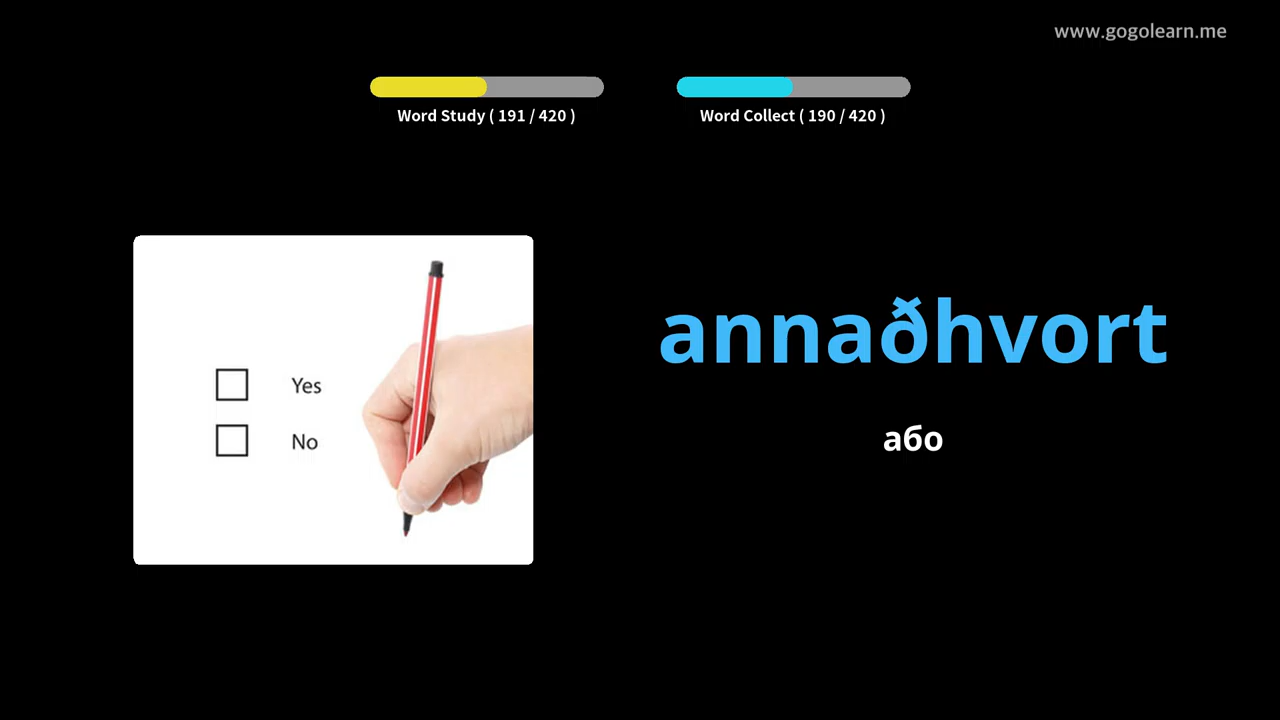 www.gogolearn.me
Word Study ( 191 / 420 )
Word Collect ( 190 / 420 )
Yes
No
annaðhvort
або